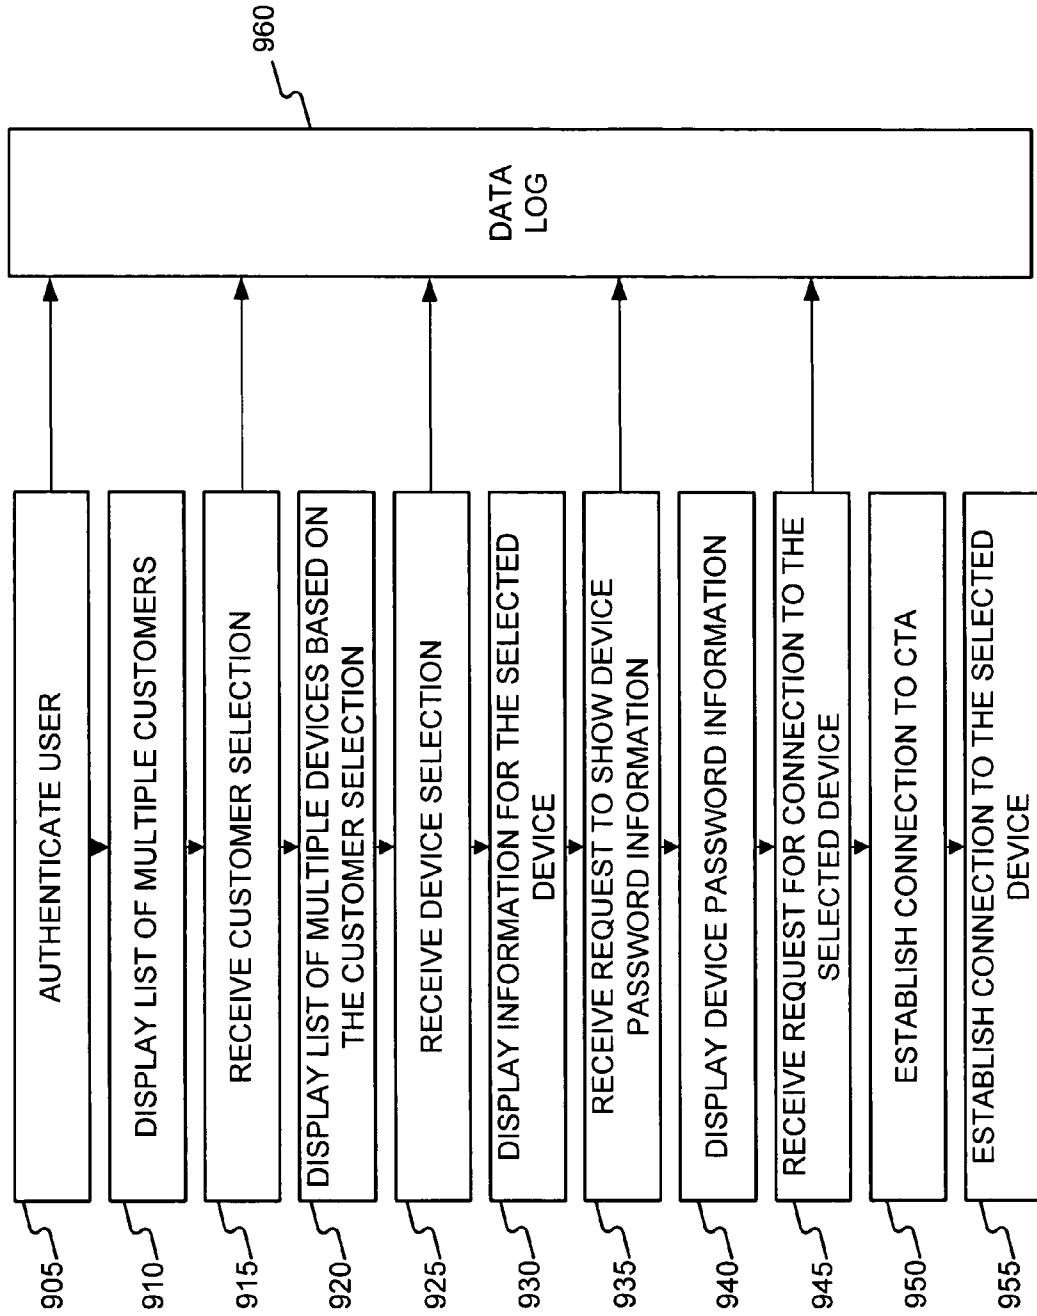 905
AUTHENTICATE USER
910
DISPLAY LIST OF MULTIPLE CUSTOMERS
915
RECEIVE CUSTOMER SELECTION
920
DISPLAY LIST OF MULTIPLE DEVICES BASED ON
THE CUSTOMER SELECTION
925
RECEIVE DEVICE SELECTION
930
DISPLAY INFORMATION FOR THE SELECTED
DEVICE
935
RECEIVE REQUEST TO SHOW DEVICE
PASSWORD INFORMATION
940
DISPLAY DEVICE PASSWORD INFORMATION
945
RECEIVE REQUEST FOR CONNECTION TO THE
SELECTED DEVICE
950
ESTABLISH CONNECTION TO CTA
955
ESTABLISH CONNECTION TO THE SELECTED
DEVICE
DATA
LOG
960